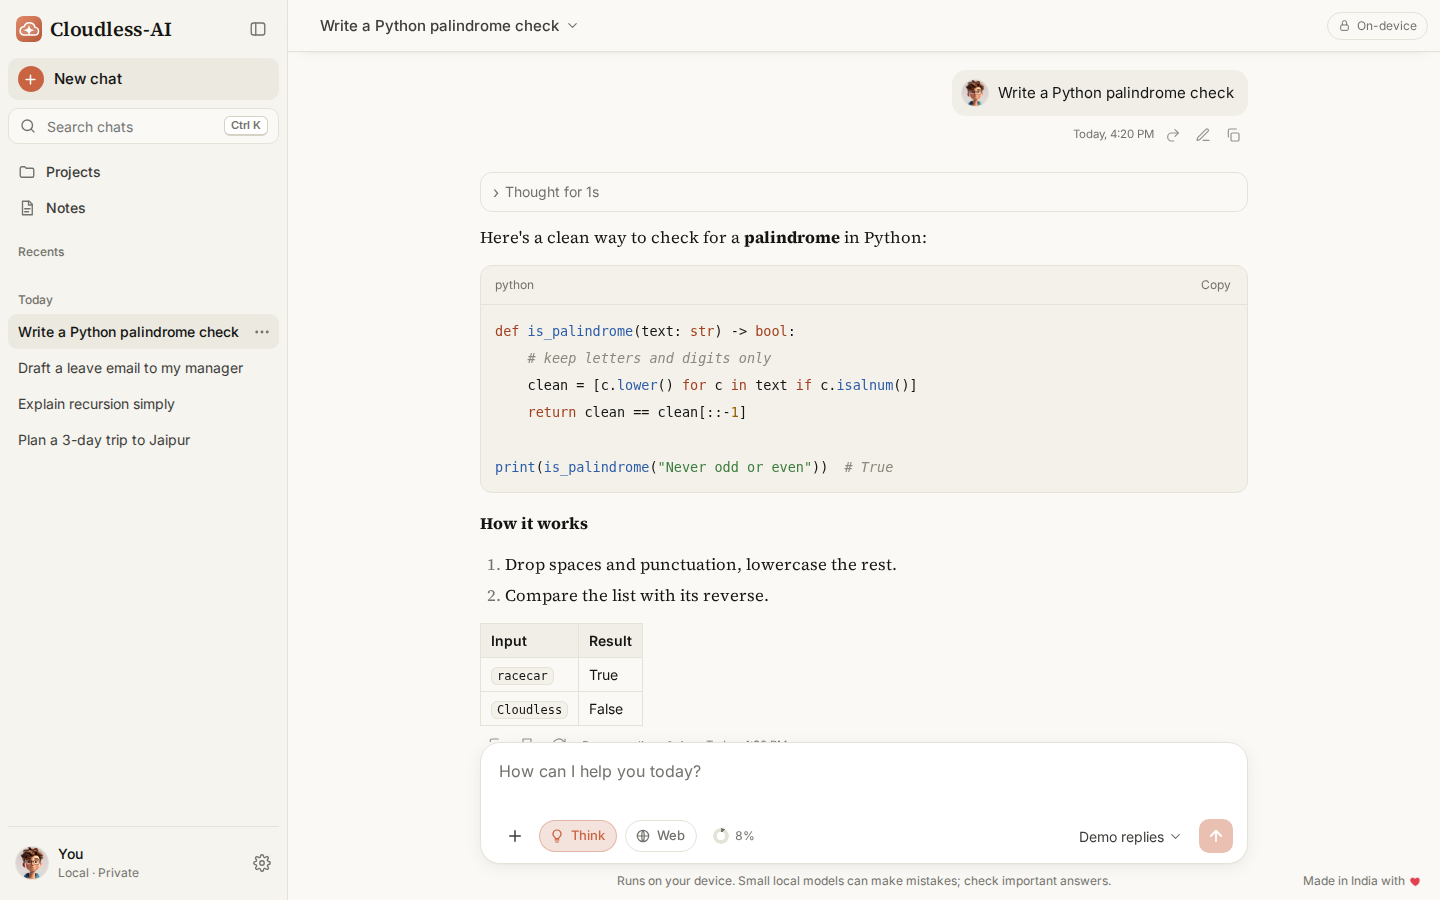 Cloudless-AI
New chat
Search chats
Ctrl K
Projects
Notes
Recents
Today
Write a Python palindrome check
Draft a leave email to my manager
Explain recursion simply
Plan a 3-day trip to Jaipur
You
Local · Private
Write a Python palindrome check
On-device
Write a Python palindrome check
Today, 4:20 PM
Thought for 1s
Here's a clean way to check for a palindrome in Python:
python
Copy
def is_palindrome(text: str) -> bool:
    # keep letters and digits only
    clean = [c.lower() for c in text if c.isalnum()]
    return clean == clean[::-1]
print(is_palindrome("Never odd or even"))  # True
How it works
1. Drop spaces and punctuation, lowercase the rest.
2. Compare the list with its reverse.
Input Result
racecar True
Cloudless False
How can I help you today?
Think
Web
8%
Demo replies
Runs on your device. Small local models can make mistakes; check important answers.
Made in India with